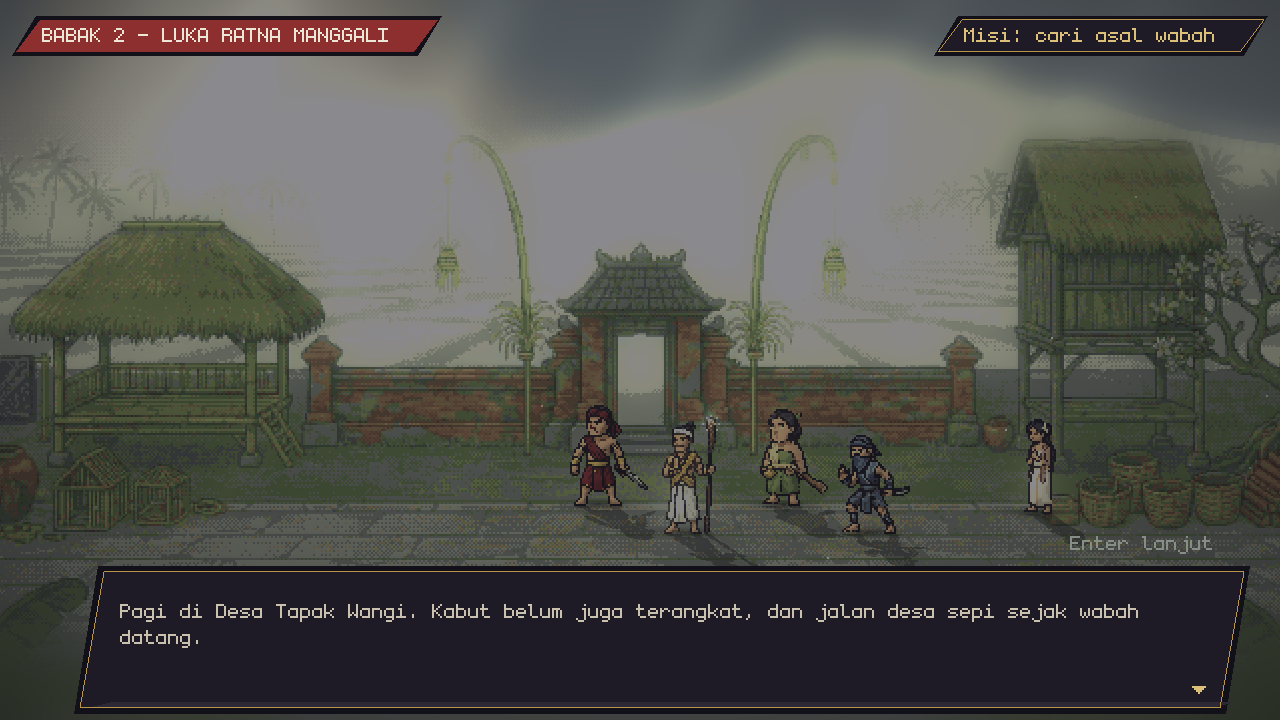 BABAK 2 - LUKA RATNA MANGGALI
Misi: cari asal wabah
Enter lanjut
Pagi di Desa Tapak Wangi. Kabut belum juga terangkat, dan jalan desa sepi sejak wabah
datang.